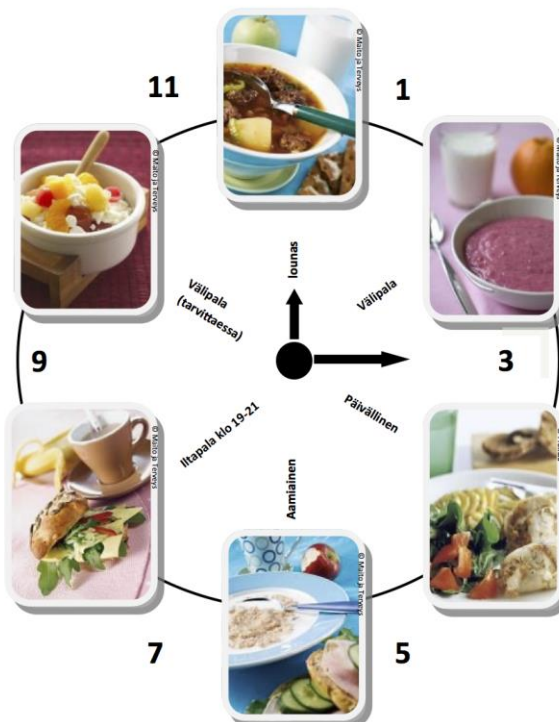 11
1
© Maito ja Terveys
© Maito ja Terveys
lounas
Välipala
(tarvittaessa)
Välipala
9
3
Iltapala klo 19-21
Päivällinen
Aamiainen
© Maito ja Terveys
© Maito ja Terveys
7
5